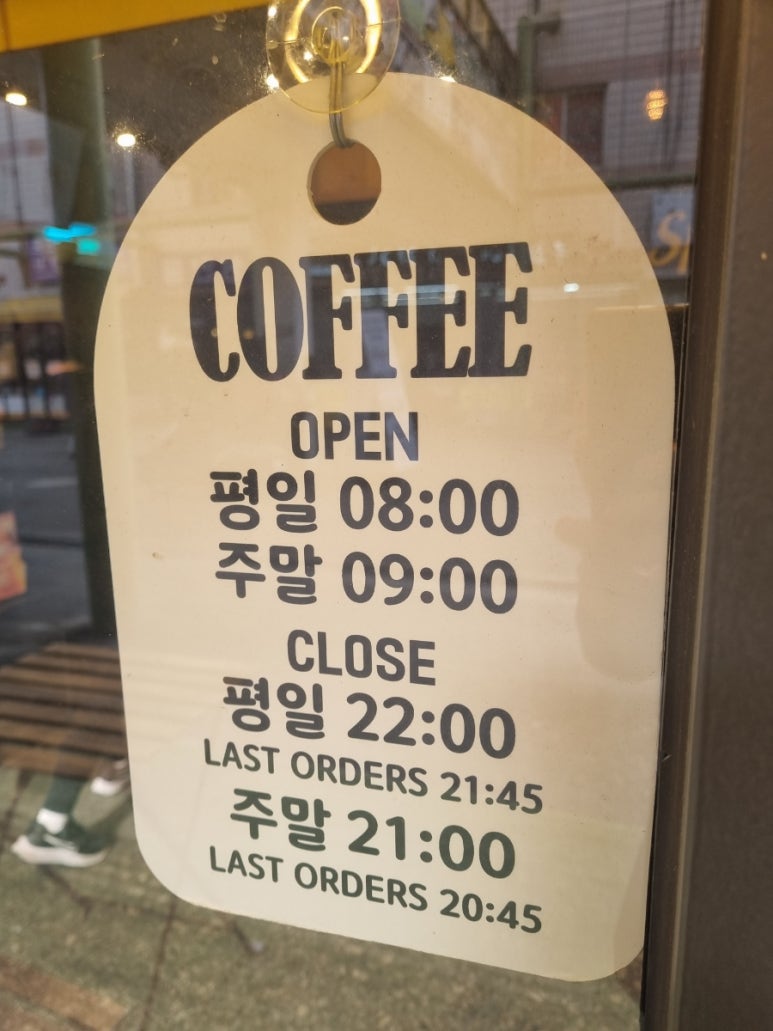 COFFEE
OPEN
평일 08:00
주말 09:00
CLOSE
평일 22:00
LAST ORDERS 21:45
주말 21:00
LAST ORDERS 20:45